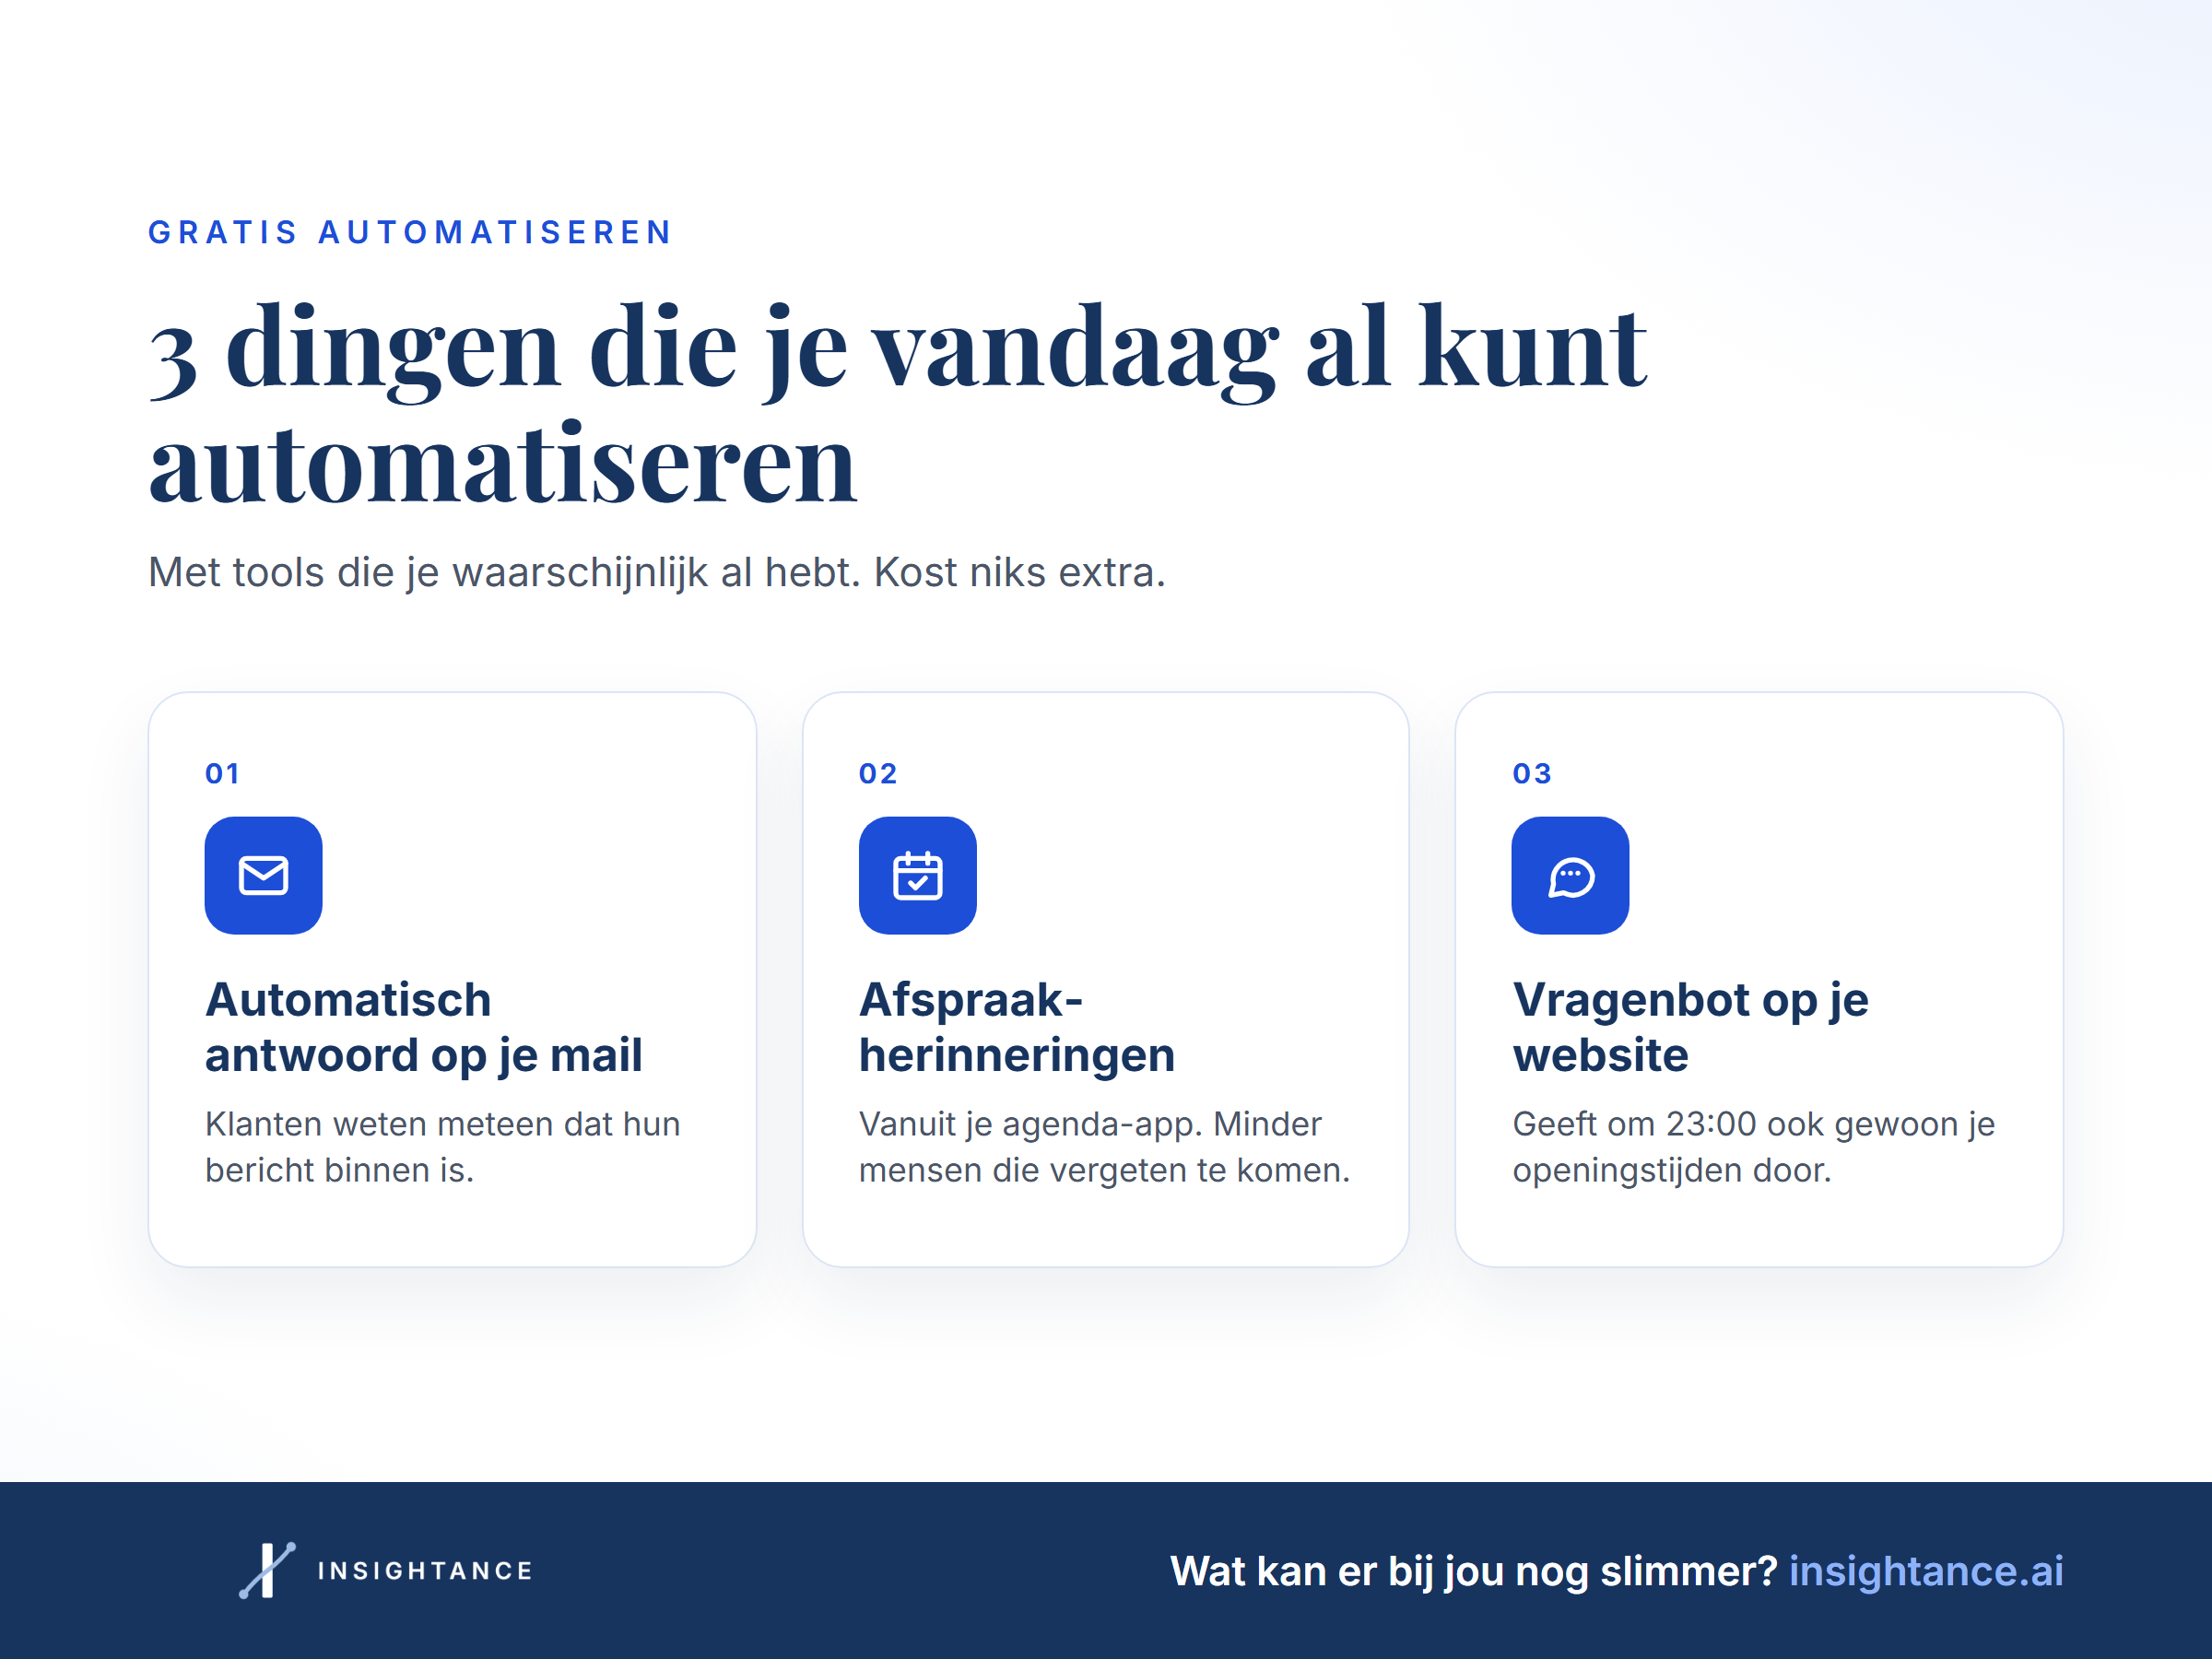 GRATIS AUTOMATISEREN
3 dingen die je vandaag al kunt
automatiseren
Met tools die je waarschijnlijk al hebt. Kost niks extra.
01
Automatisch
antwoord op je mail
Klanten weten meteen dat hun
bericht binnen is.
02
Afspraak-
herinneringen
Vanuit je agenda-app. Minder
mensen die vergeten te komen.
03
Vragenbot op je
website
Geeft om 23:00 ook gewoon je
openingstijden door.
INSIGHTANCE
Wat kan er bij jou nog slimmer? insightance.ai